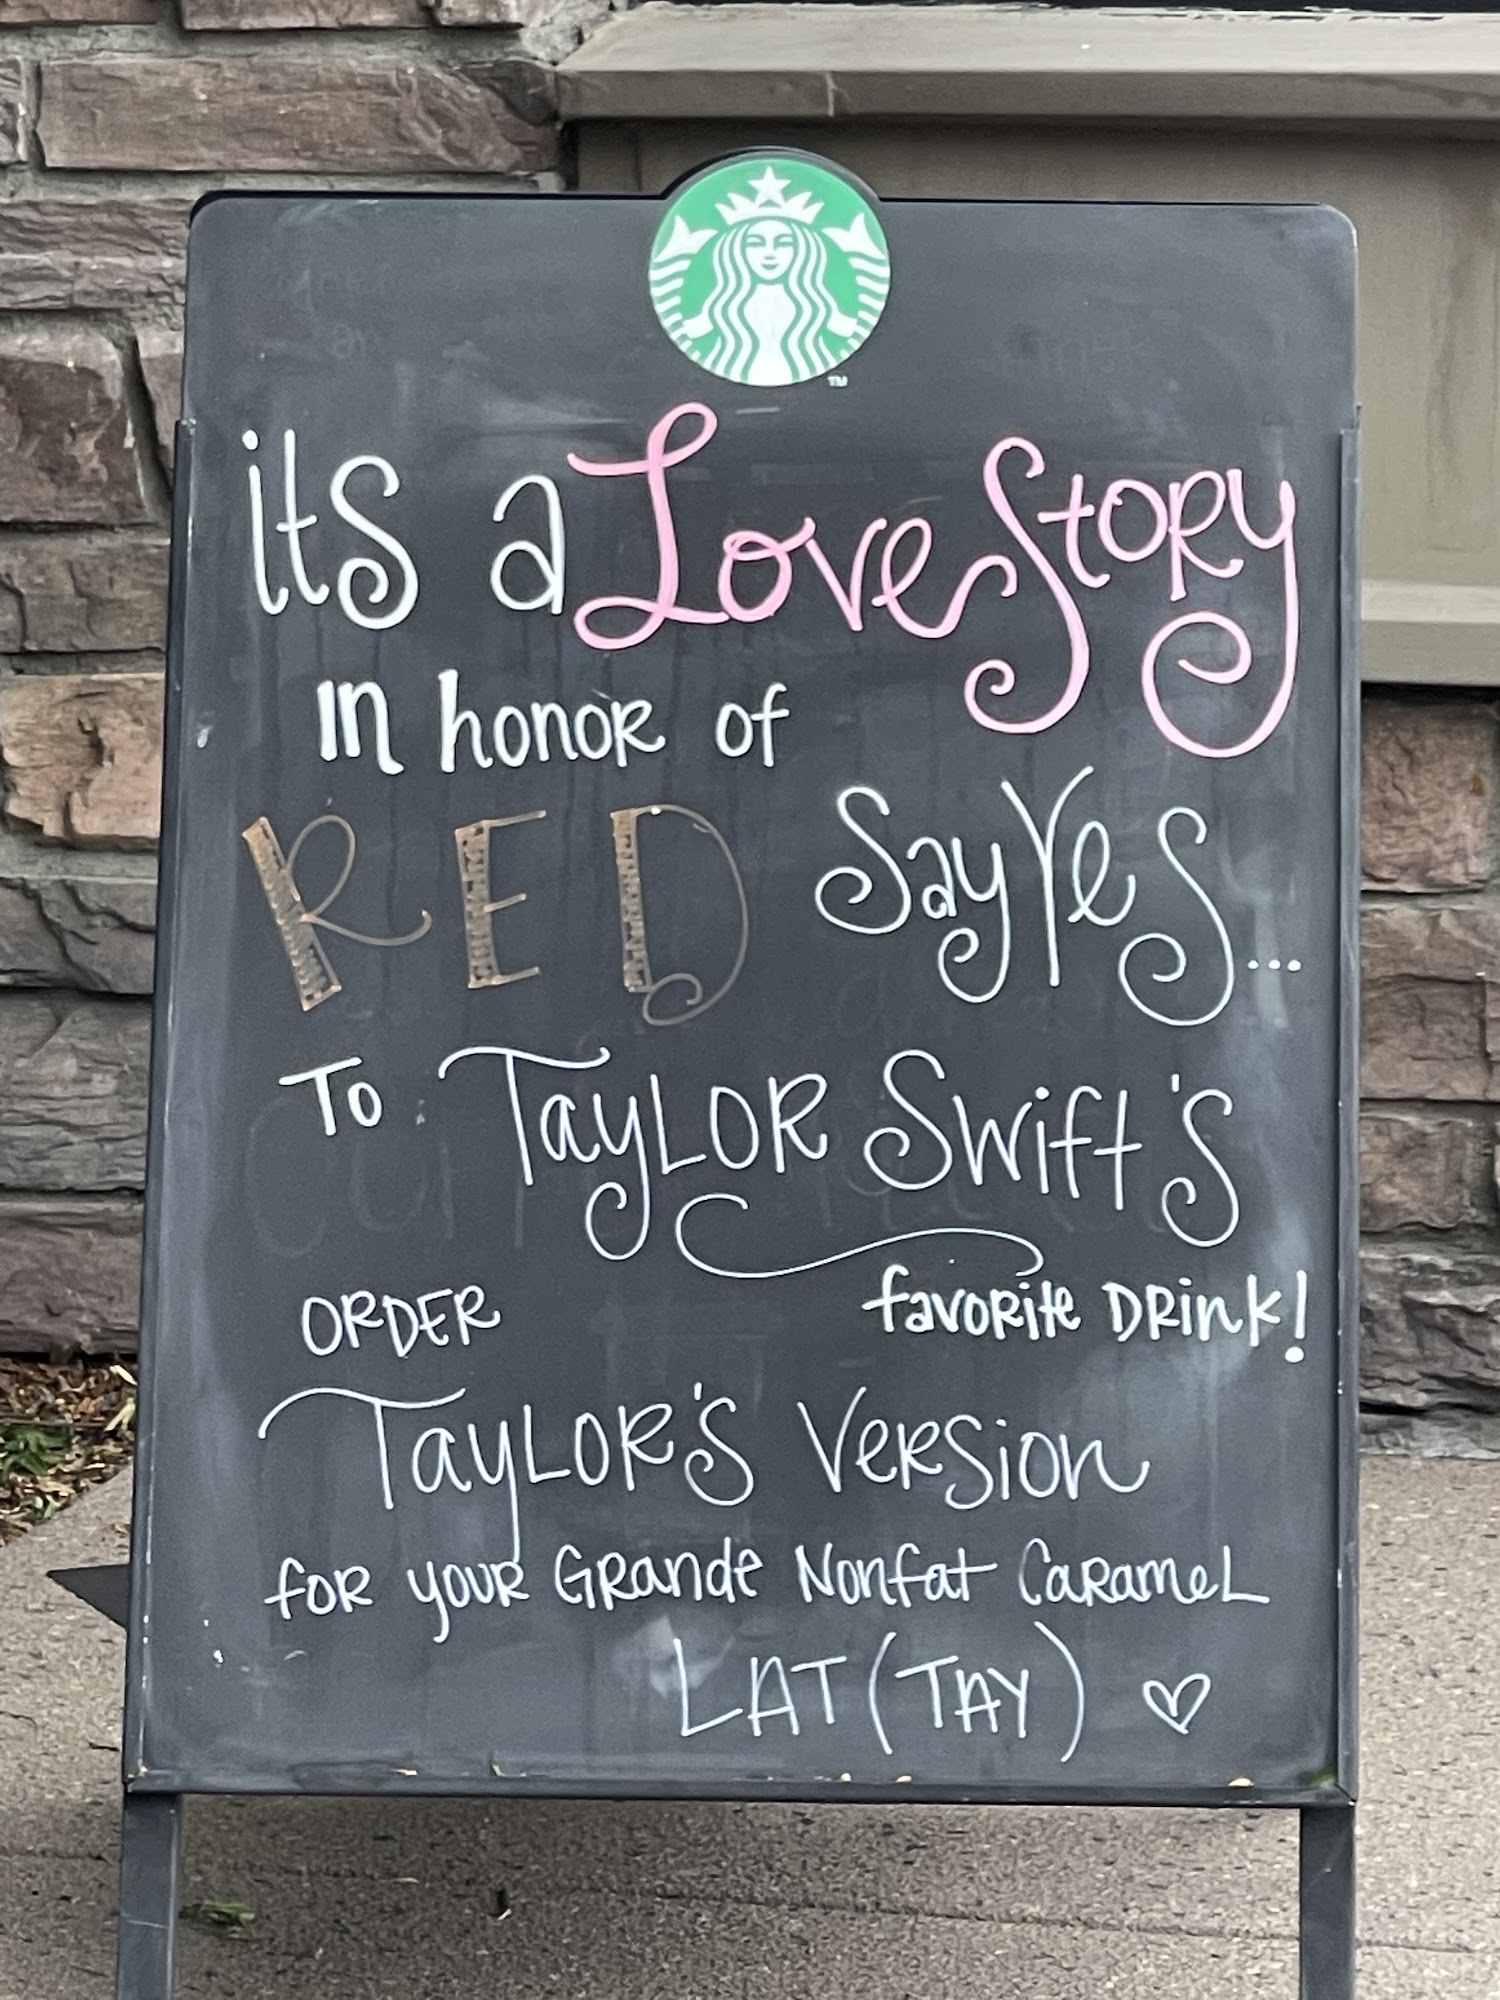 its a Love Story
in honor of
RED Say Yes...
To Taylor Swift's
favorite Drink!
ORDER
Taylor's Version
for your Grande Nonfat Caramel
LAT(TAY) ♡
TM